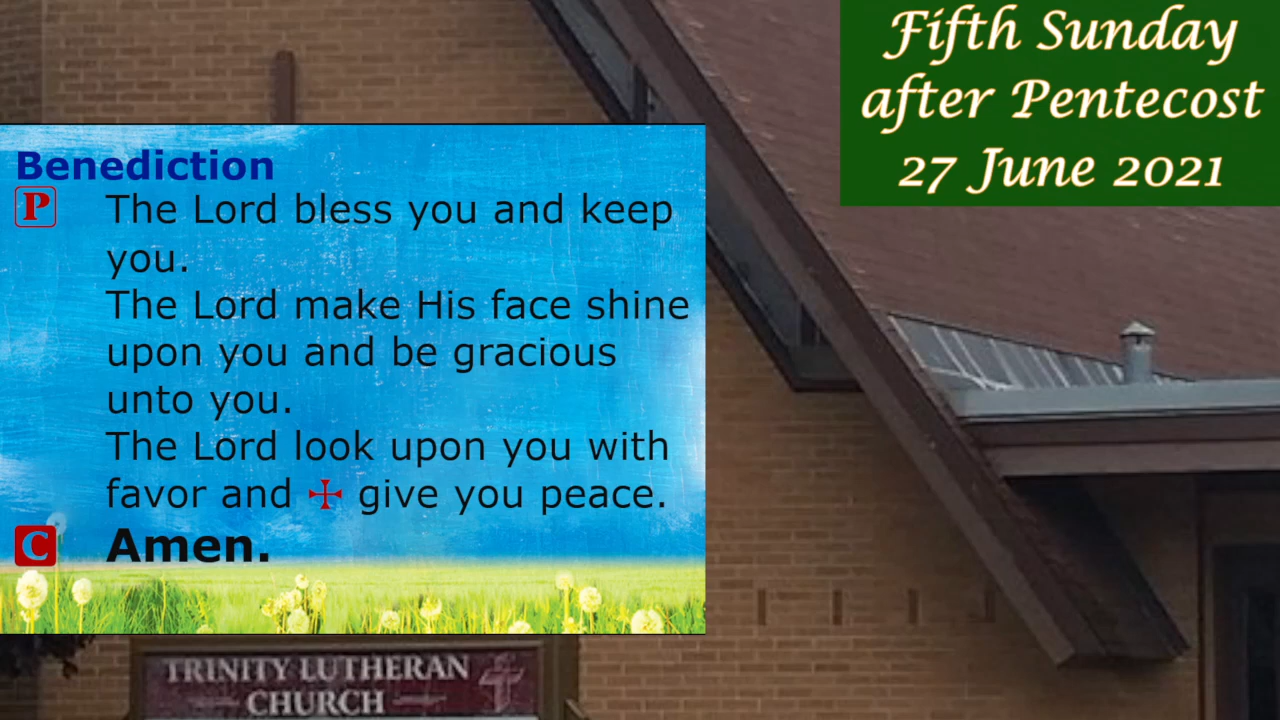 Fifth Sunday
after Pentecost
27 June 2021
Benediction
P The Lord bless you and keep
you.
The Lord make His face shine
upon you and be gracious
unto you.
The Lord look upon you with
favor and ☩ give you peace.
C Amen.
TRINITY LUTHERAN
CHURCH